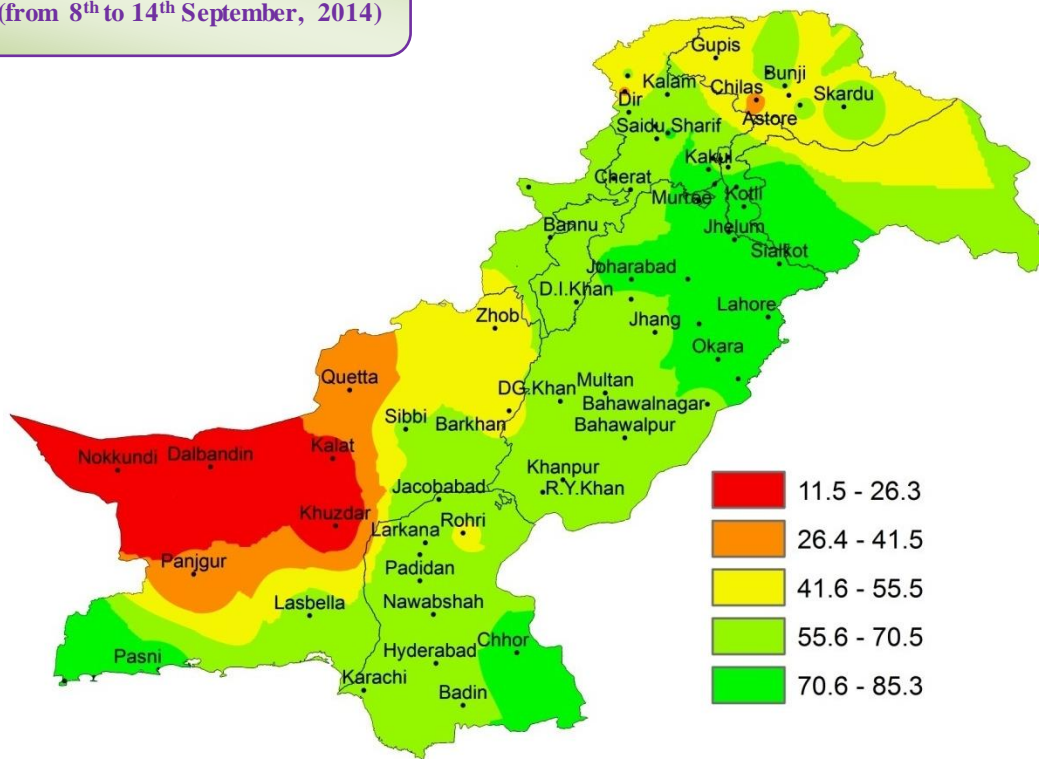 (from 8th to 14th September, 2014)
Gupis
Bunji
Kalam
Chilas
Skardu
Dir
Astore
Saidu Sharif
Kakul
Cherat
Murree
Kotli
Bannu
Jhelum
Sialkot
Joharabad
D.I.Khan
Lahore
Zhob
Jhang
Okara
Quetta
DG.Khan
Multan
Bahawalnagar
Sibbi
Barkhan
Bahawalpur
Nokkundi
Dalbandin
Kalat
Khanpur
Jacobabad
R.Y.Khan
11.5 - 26.3
Khuzdar
Larkana
Rohri
26.4 - 41.5
Panjgur
Padidan
41.6 - 55.5
Lasbella
Nawabshah
55.6 - 70.5
Pasni
Hyderabad
Chhor
Karachi
Badin
70.6 - 85.3